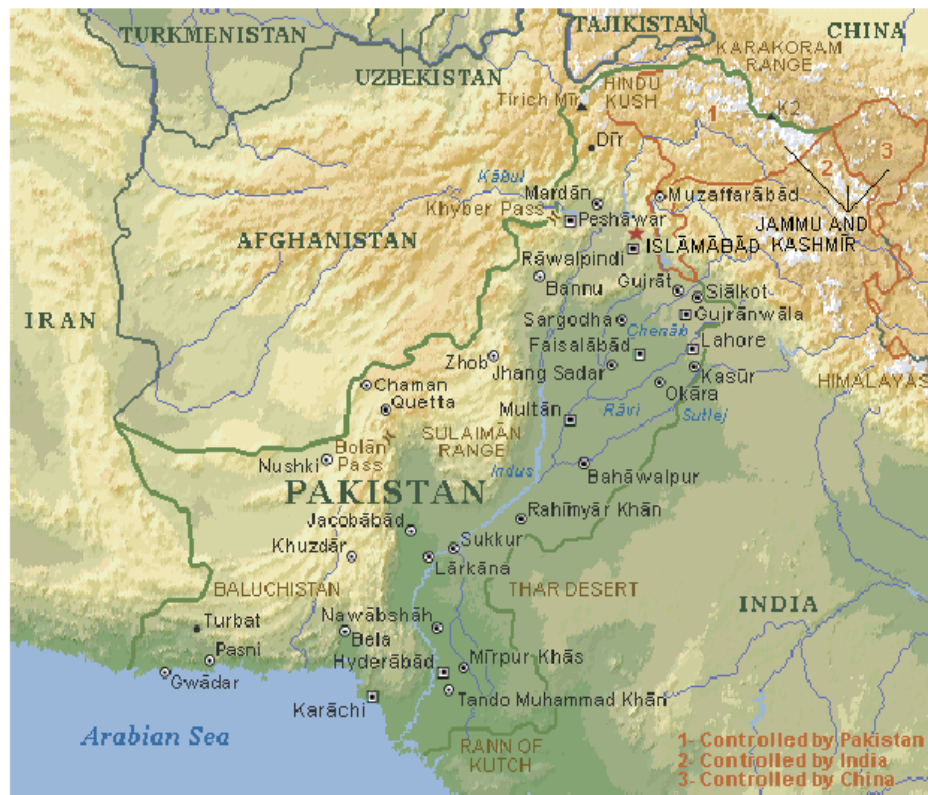 TURKMENISTAN
UZBEKISTAN
TAJIKISTAN
CHINA
KARAKORAM
RANGE
HINDU
KUSH
Tirich Mīr
K2
1
2
3
Dīr
Kābul
Mardān
Muzaffarābād
Khyber Pass
Peshāwar
JAMMU AND
KASHMĪR
AFGHANISTAN
ISLĀMĀBĀD
Rāwalpindi
Bannu
Gujrāt
Siālkot
IRAN
Sargodha
Chenāb
Gujrānwāla
Faisalābād
Lahore
Zhob
Jhang Sadar
Kasūr
HIMALAYAS
Chaman
Okāra
Quetta
Multān
Rāvi
Sutlej
SULAIMĀN
RANGE
Bolān
Pass
Nushki
Indus
Bahāwalpur
PAKISTAN
Rahīmyār Khān
Jacobābād
Sukkur
Khuzdār
Lārkāna
BALUCHISTAN
THAR DESERT
INDIA
Turbat
Nawābshāh
Bela
Pasni
Hyderābād
Mīrpur Khās
Gwādar
Tando Muhammad Khān
Karāchi
Arabian Sea
RANN OF
KUTCH
1- Controlled by Pakistan
2- Controlled by India
3- Controlled by China